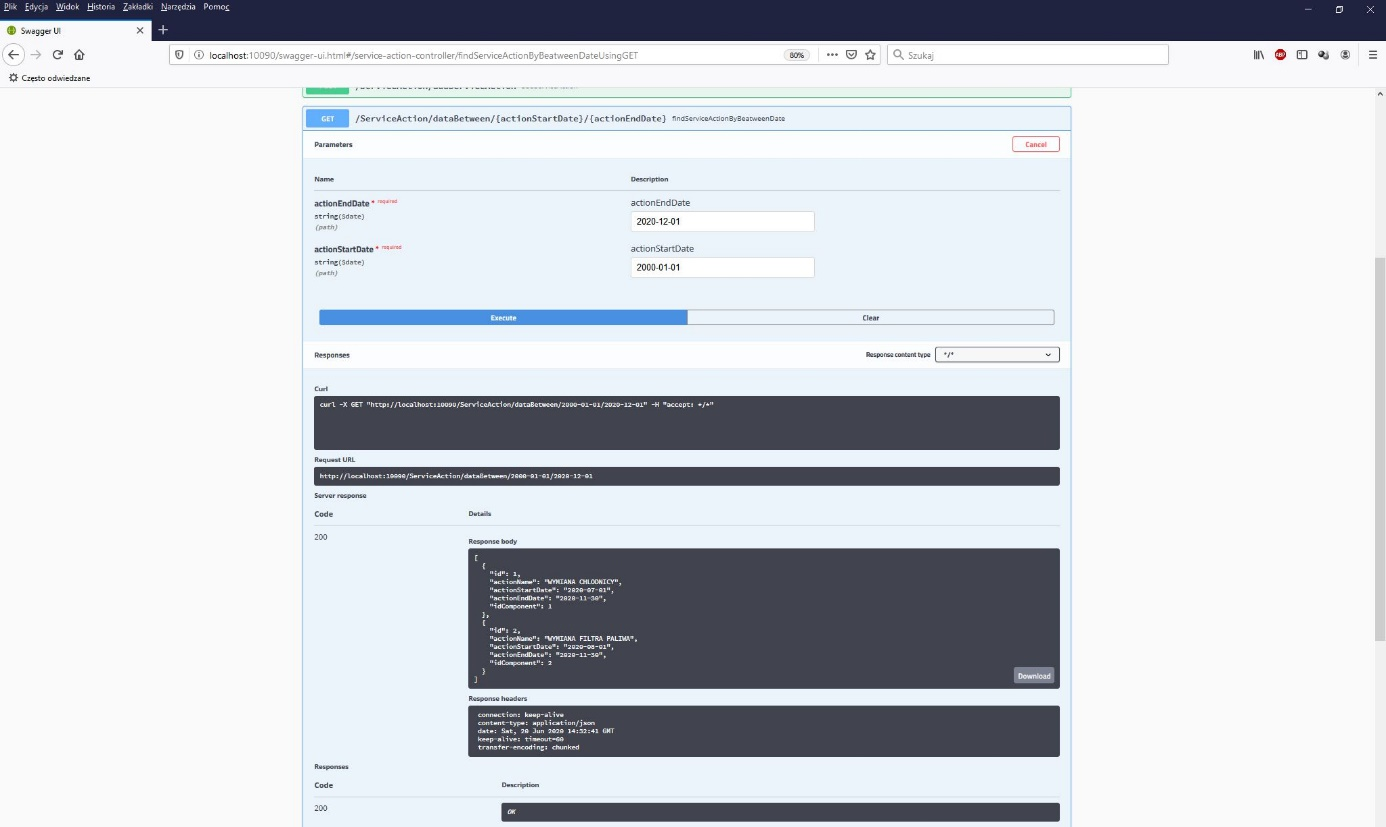 Plik Edycja Widok Historia Zakładki Narzędzia Pomoc
Swagger UI
localhost:10090/swagger-ui.html#/service-action-controller/findServiceActionByBeatweenDateUsingGET
80%
Szukaj
ABP
Często odwiedzane
GET /ServiceAction/dataBetween/{actionStartDate}/{actionEndDate} findServiceActionByBeatweenDate
Parameters
Cancel
Name Description
actionEndDate * required
string($date)
(path)
actionEndDate
2020-12-01
actionStartDate * required
string($date)
(path)
actionStartDate
2000-01-01
Execute
Clear
Responses
Response content type */*
Curl
curl -X GET "http://localhost:10090/ServiceAction/dataBetween/2000-01-01/2020-12-01" -H "accept: */*"
Request URL
http://localhost:10090/ServiceAction/dataBetween/2000-01-01/2020-12-01
Server response
Code Details
200
Response body
[
{
"id": 1,
"actionName": "WYMIANA CHLODNICY",
"actionStartDate": "2020-07-01",
"actionEndDate": "2020-11-30",
"idComponent": 1
},
{
"id": 2,
"actionName": "WYMIANA FILTRA PALIWA",
"actionStartDate": "2020-08-01",
"actionEndDate": "2020-11-30",
"idComponent": 2
}
]
Download
Response headers
connection: keep-alive
content-type: application/json
date: Sat, 20 Jun 2020 14:32:41 GMT
keep-alive: timeout=60
transfer-encoding: chunked
Responses
Code Description
200
OK